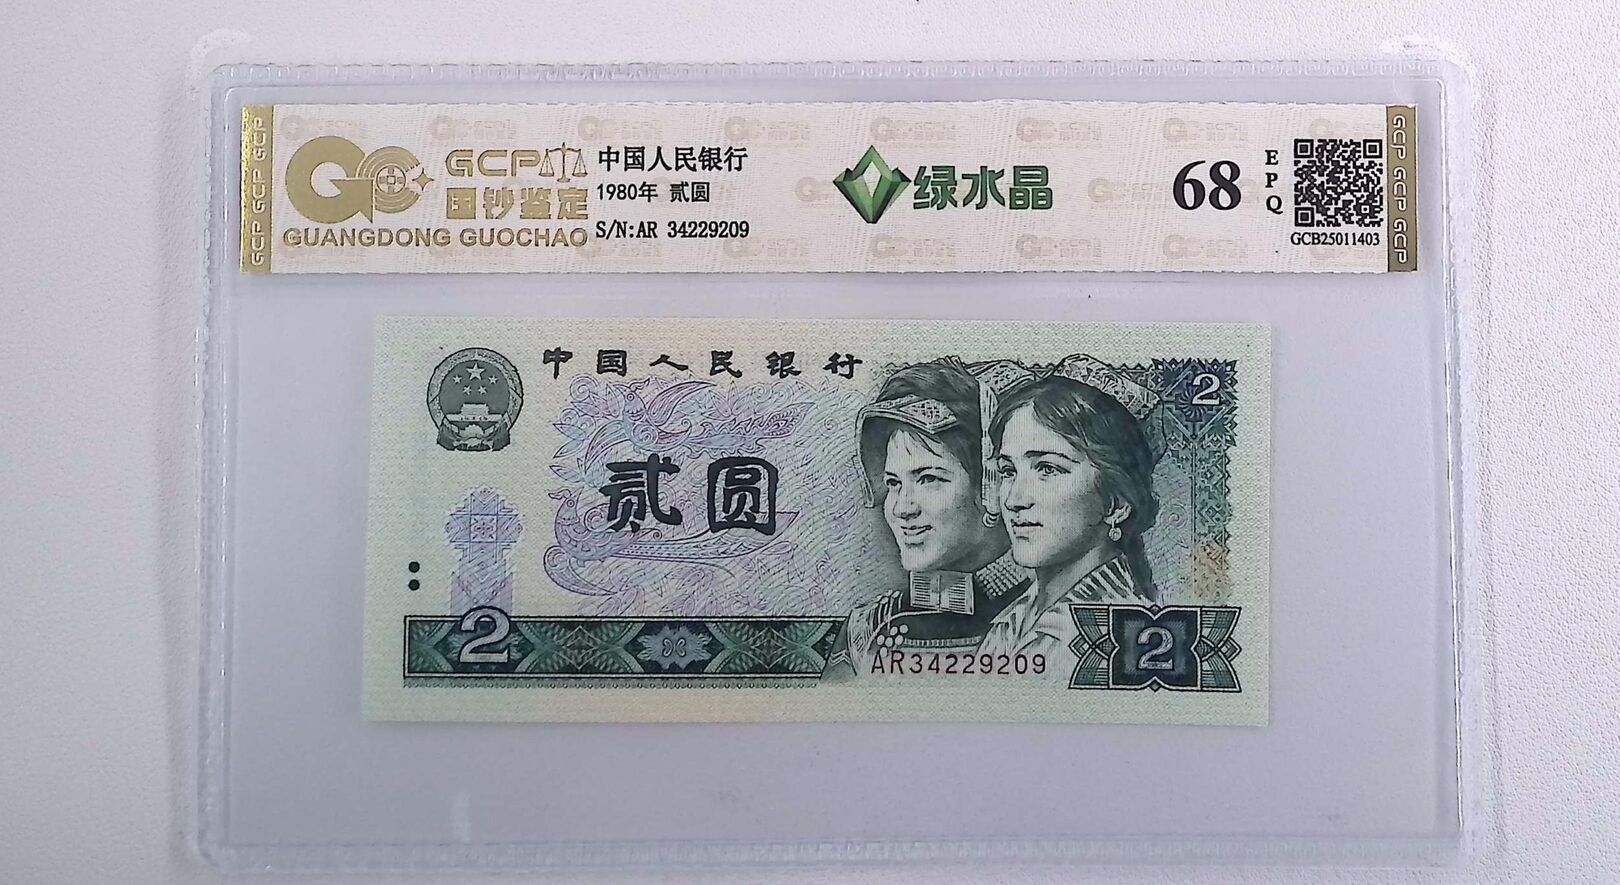 GCP GCP GCP
GCP
国钞鉴定
GUANGDONG GUOCHAO
中国人民银行
1980年 贰圆
S/N:AR 34229209
绿水晶
68
EPQ
GCB25011403
GCP GCP GCP
中国人民银行
2
贰圆
2
AR34229209
2